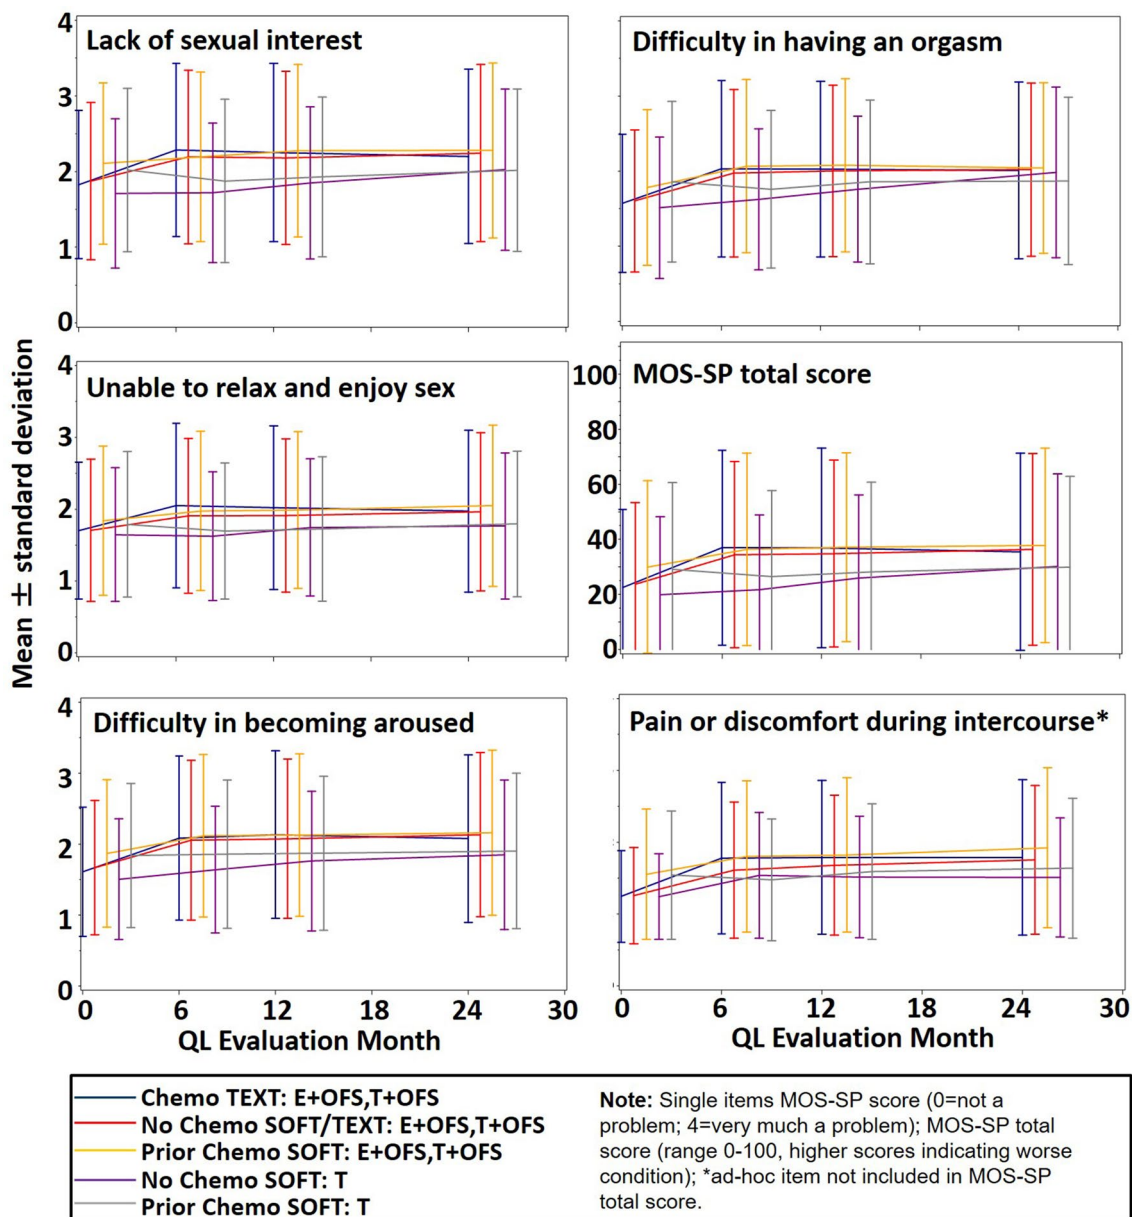 Mean ± standard deviation
4
3
2
1
0
Lack of sexual interest
Difficulty in having an orgasm
4
3
2
1
0
Unable to relax and enjoy sex
100
80
60
40
20
0
MOS-SP total score
4
3
2
1
0
Difficulty in becoming aroused
Pain or discomfort during intercourse*
0 6 12 18 24 30
QL Evaluation Month
0 6 12 18 24 30
QL Evaluation Month
Chemo TEXT: E+OFS,T+OFS
No Chemo SOFT/TEXT: E+OFS,T+OFS
Prior Chemo SOFT: E+OFS,T+OFS
No Chemo SOFT: T
Prior Chemo SOFT: T
Note: Single items MOS-SP score (0=not a
problem; 4=very much a problem); MOS-SP total
score (range 0-100, higher scores indicating worse
condition); *ad-hoc item not included in MOS-SP
total score.